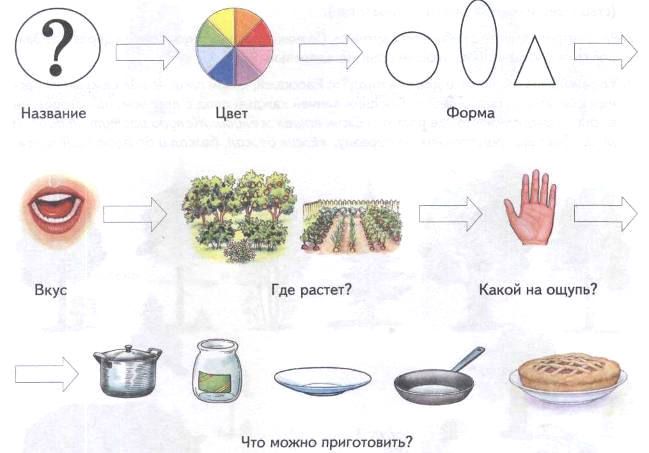 ?
Название
Цвет
Форма
Вкус
Где растет?
Какой на ощупь?
Что можно приготовить?